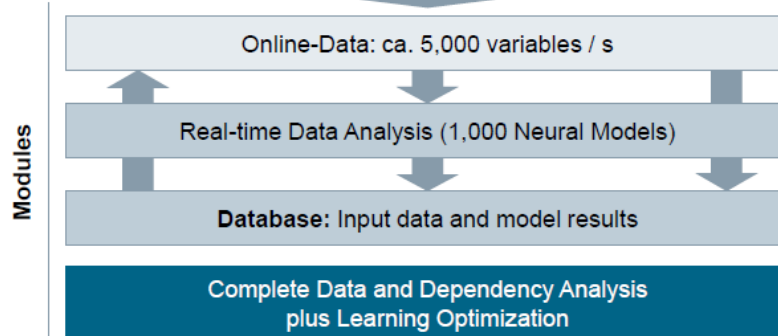 Modules
Online-Data: ca. 5,000 variables / s
Real-time Data Analysis (1,000 Neural Models)
Database: Input data and model results
Complete Data and Dependency Analysis
plus Learning Optimization